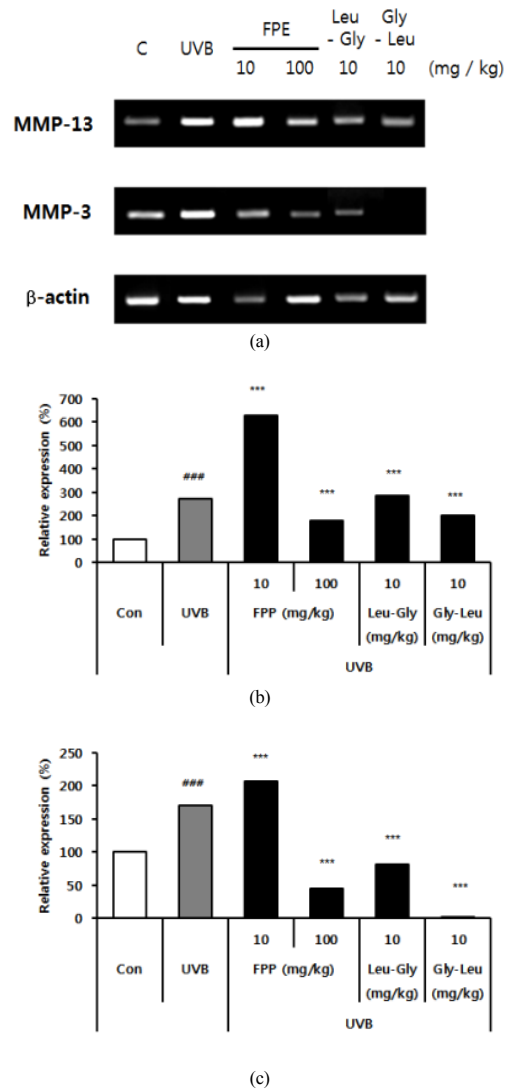 C UVB FPE Leu - Gly Gly - Leu
10 100 10 10 (mg / kg)
MMP-13
MMP-3
β-actin
(a)
Relative expression (%)
700
600
500
400
300
200
100
0
***
###
***
***
***
10 100 10 10
Con UVB FPP (mg/kg) Leu-Gly (mg/kg) Gly-Leu (mg/kg)
UVB
(b)
Relative expression (%)
250
200
150
100
50
0
***
###
***
***
***
10 100 10 10
Con UVB FPP (mg/kg) Leu-Gly (mg/kg) Gly-Leu (mg/kg)
UVB
(c)